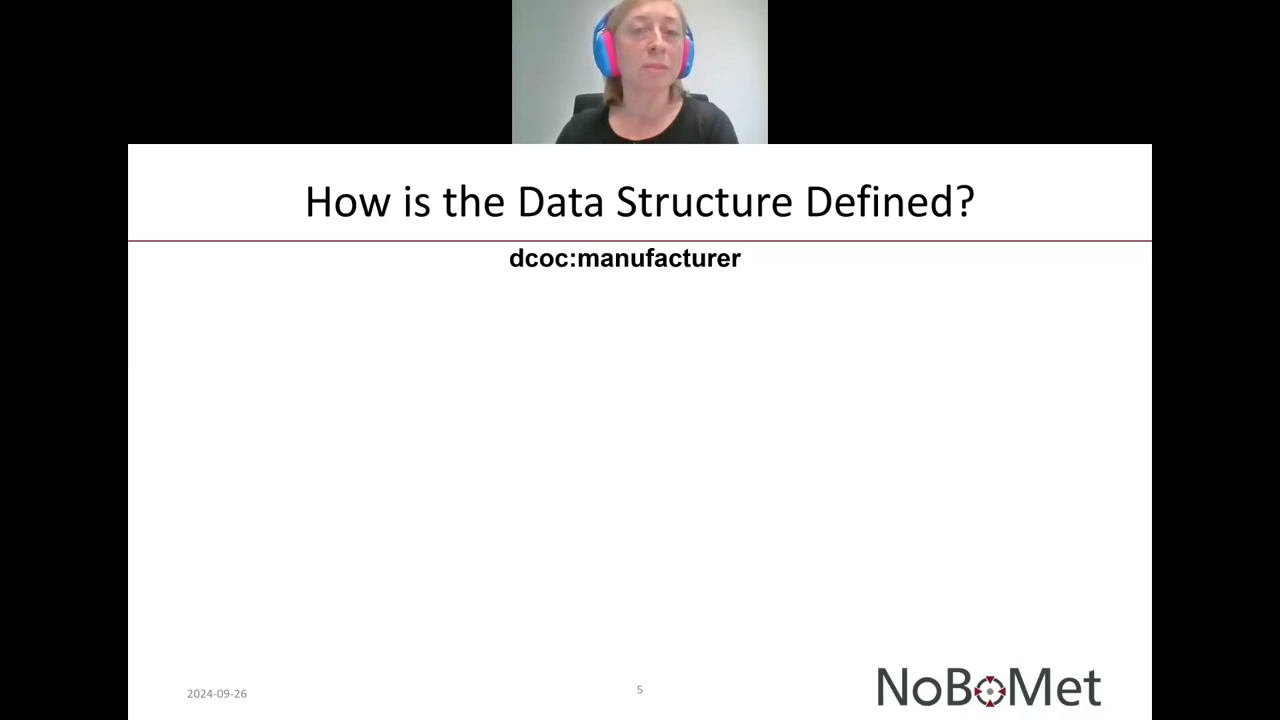 How is the Data Structure Defined?
dcoc:manufacturer
2024-09-26
5
NoBoMet